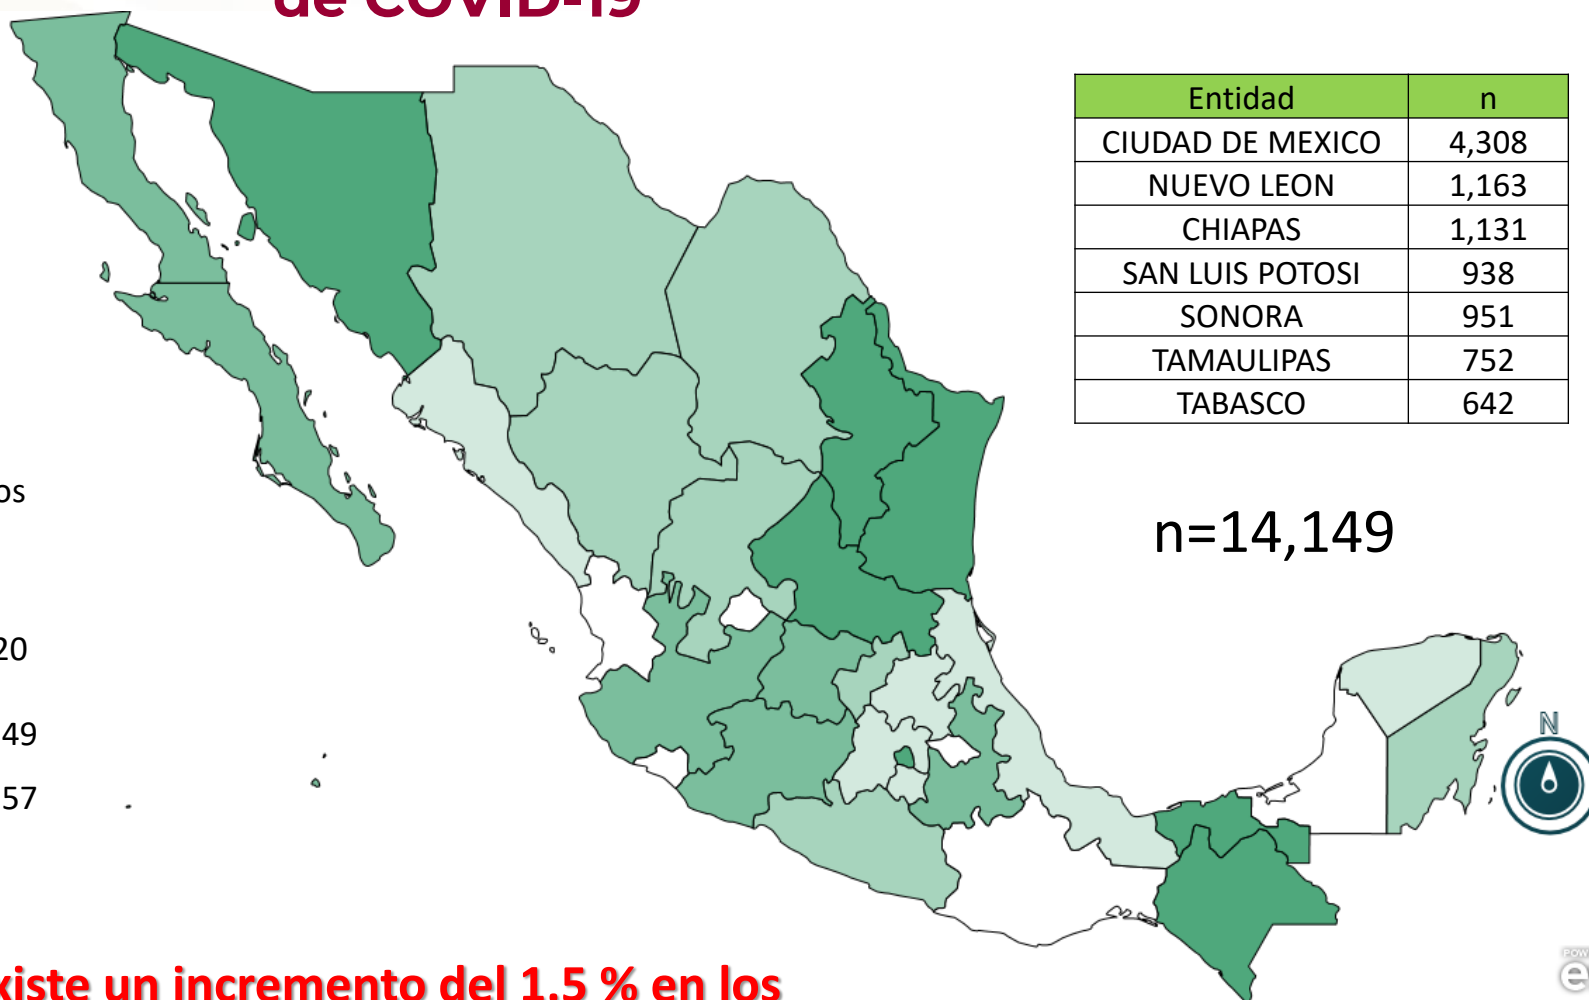 de COVID-19
Entidad n
CIUDAD DE MEXICO 4,308
NUEVO LEON 1,163
CHIAPAS 1,131
SAN LUIS POTOSI 938
SONORA 951
TAMAULIPAS 752
TABASCO 642
os
n=14,149
20
49
57
N
xiste un incremento del 1.5 % en los